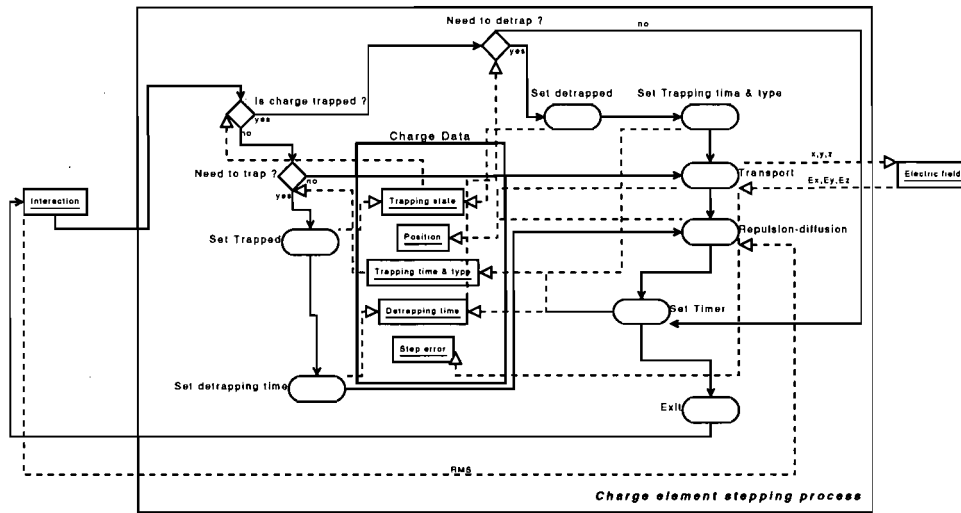 Need to detrap ?
no
yes
Is charge trapped ?
yes
no
Set detrapped
Set Trapping time & type
Charge Data
x,y,z
Need to trap ?
no
yes
Transport
Electric field
Ex,Ey,Ez
Interaction
Trapping state
Set Trapped
Position
Repulsion-diffusion
Trapping time & type
Detrapping time
Set Timer
Step error
Set detrapping time
Exit
RMS
Charge element stepping process